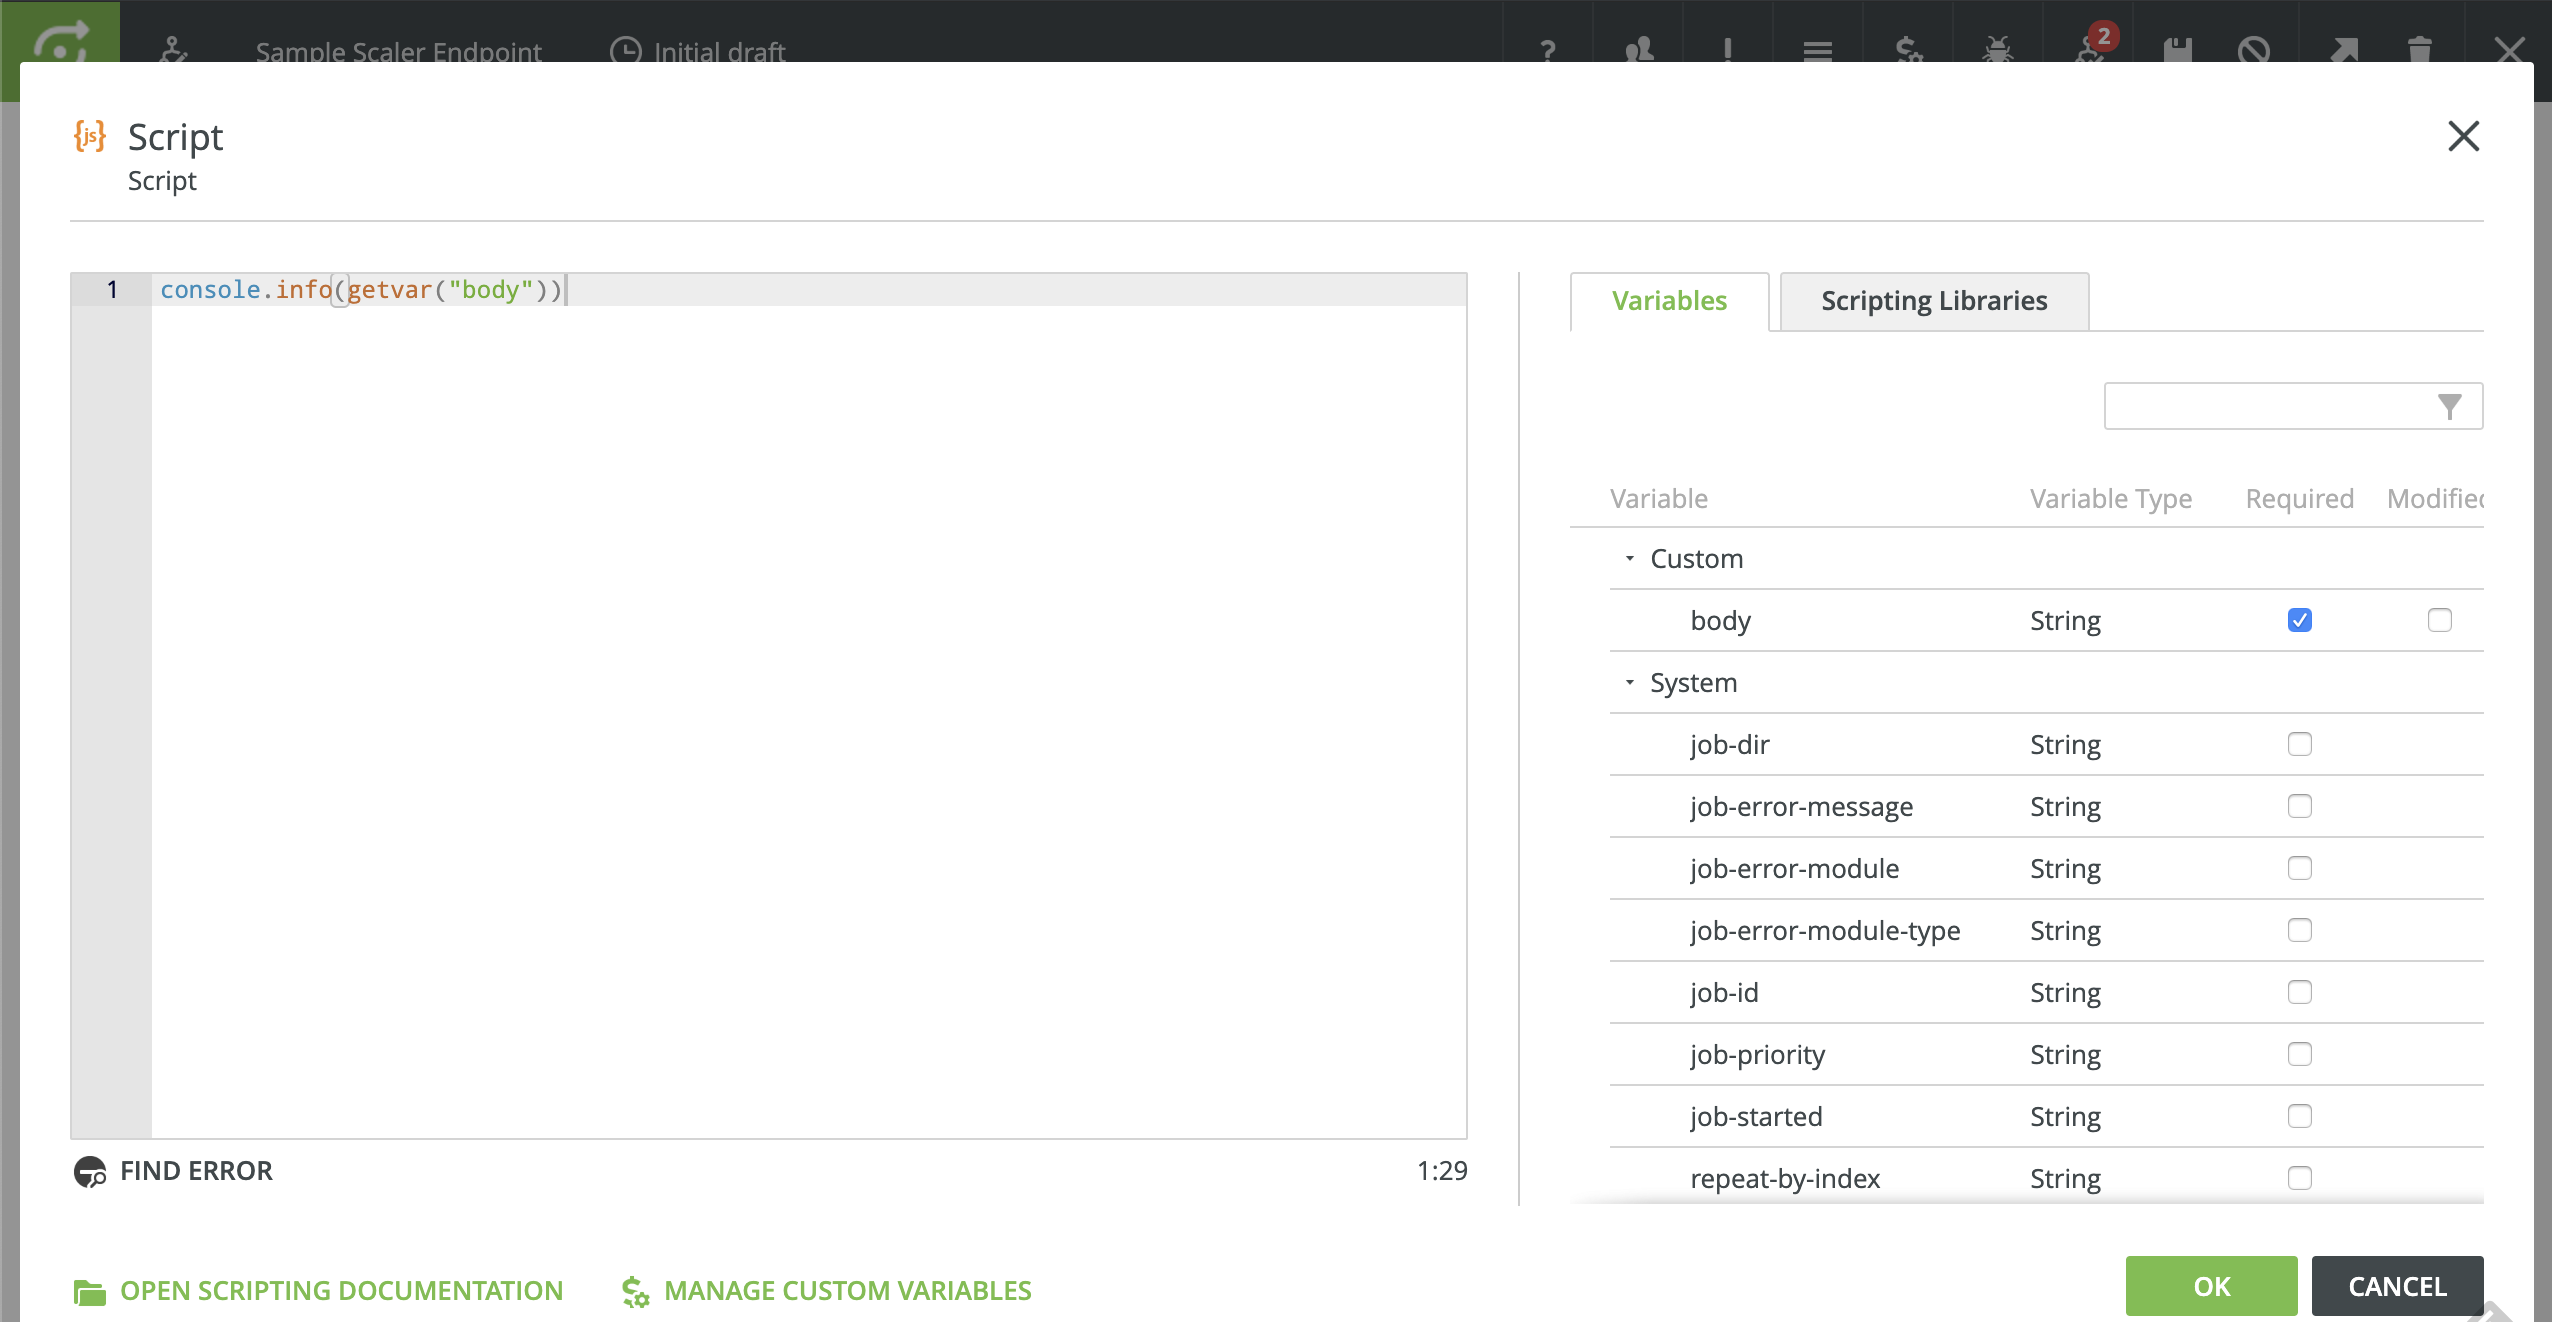 Sample Scaler Endpoint Initial draft ? ! 2
{js} Script
Script
1 console.info(getvar("body"))
Variables Scripting Libraries
Variable Variable Type Required Modified
Custom
body String
System
job-dir String
job-error-message String
job-error-module String
job-error-module-type String
job-id String
job-priority String
job-started String
repeat-by-index String
FIND ERROR 1:29
OPEN SCRIPTING DOCUMENTATION MANAGE CUSTOM VARIABLES OK CANCEL